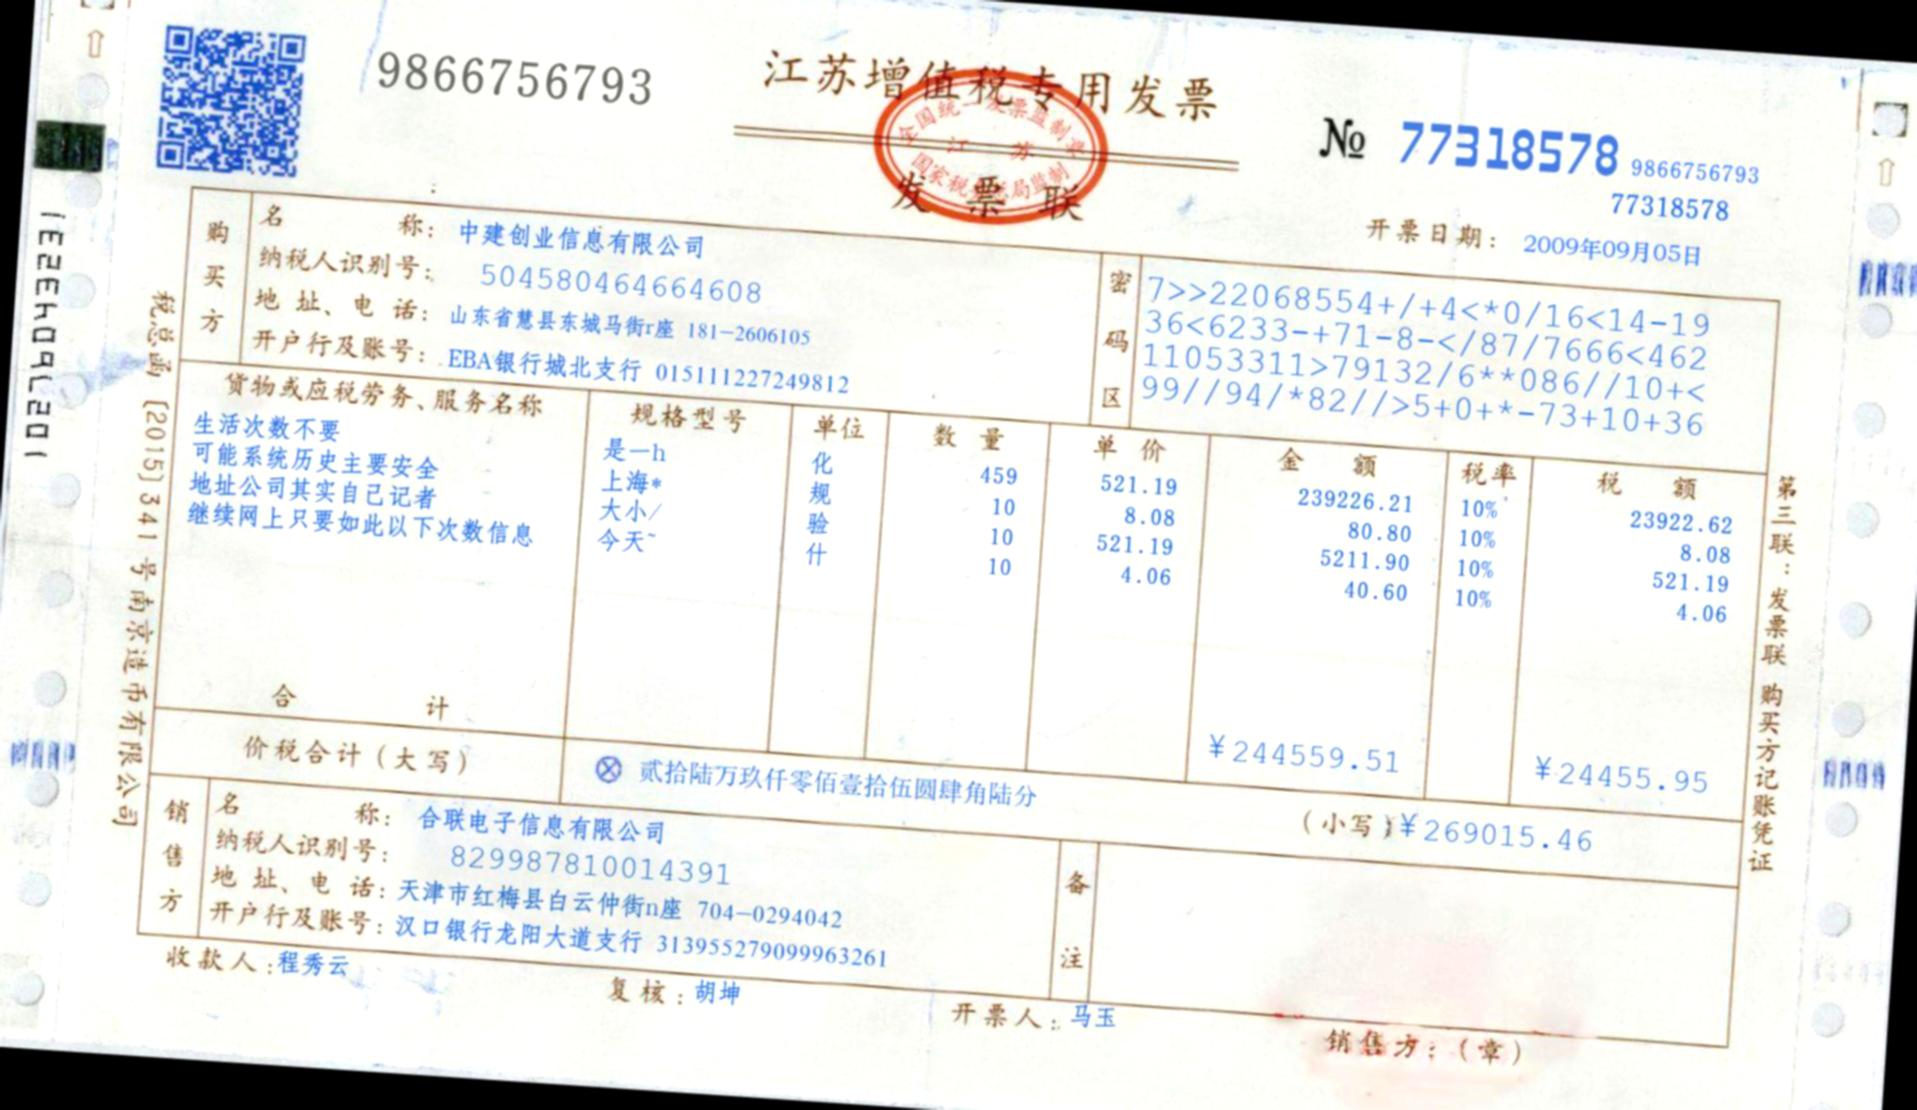 9866756793
江苏增值税专用发票
全国统一发票监制章
江 苏
国家税务总局监制
发票联
№ 77318578 9866756793
77318578
开票日期： 2009年09月05日
购买方
名 称： 中建创业信息有限公司
纳税人识别号： 504580464664608
地 址、电 话： 山东省慧县东城马街r座 181-2606105
开户行及账号： EBA银行城北支行 015111227249812
密码区
7>>22068554+/+4<*0/16<14-19
36<6233-+71-8-</87/7666<462
11053311>79132/6**086//10+<
99//94/*82//>5+0+*-73+10+36
货物或应税劳务、服务名称 规格型号 单位 数 量 单 价 金 额 税率 税 额
生活次数不要 是一h 化 459 521.19 239226.21 10% 23922.62
可能系统历史主要安全 上海* 规 10 8.08 80.80 10% 8.08
地址公司其实自己记者 大小/ 验 10 521.19 5211.90 10% 521.19
继续网上只要如此以下次数信息 今天~ 什 10 4.06 40.60 10% 4.06
合 计 ¥244559.51 ¥24455.95
价税合计（大写） ⊗ 贰拾陆万玖仟零佰壹拾伍圆肆角陆分 （小写）¥269015.46
销售方
名 称： 合联电子信息有限公司
纳税人识别号： 829987810014391
地 址、电 话： 天津市红梅县白云仲街n座 704-0294042
开户行及账号： 汉口银行龙阳大道支行 313955279099963261
备注
收款人：程秀云 复核：胡坤 开票人：马玉 销售方：（章）
税总函〔2015〕341号南京造币有限公司
第三联：发票联 购买方记账凭证